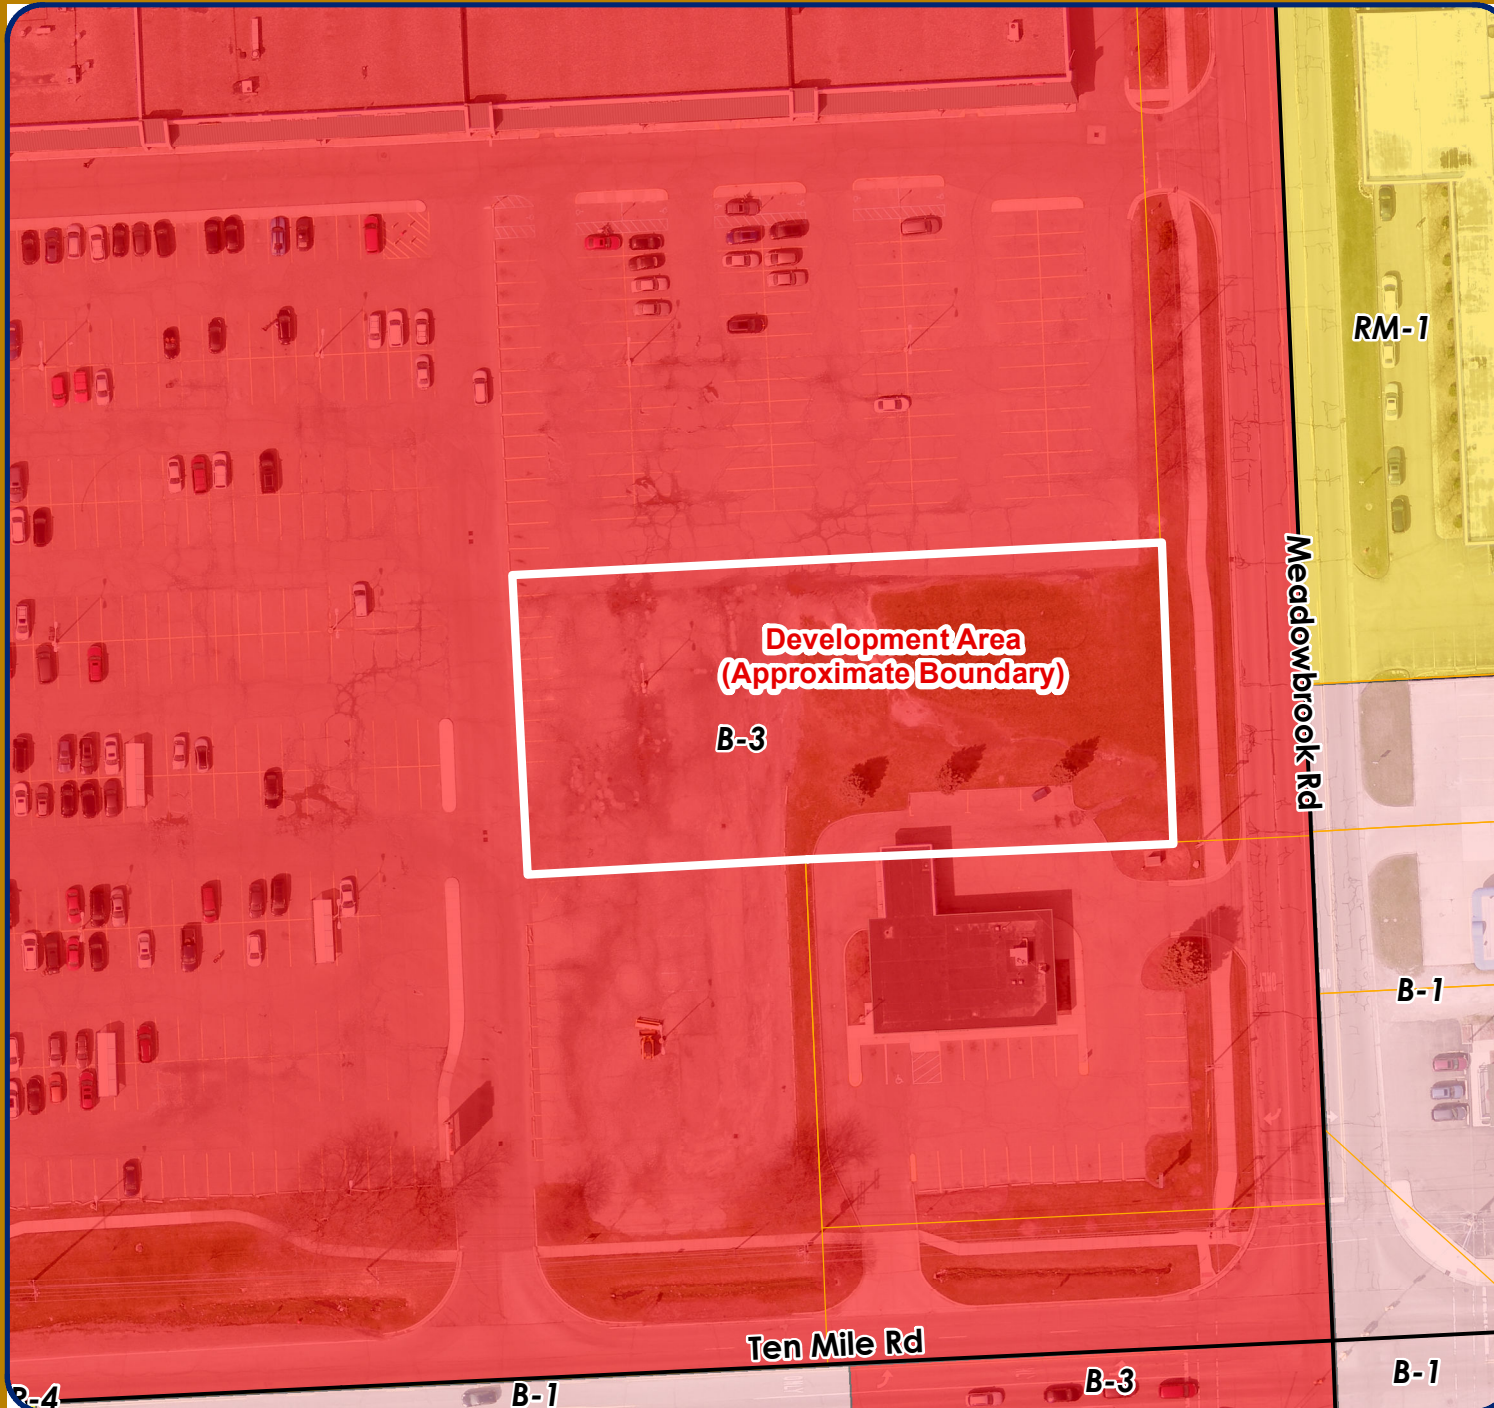 RM-1
Meadowbrook Rd
Development Area
(Approximate Boundary)
B-3
B-1
Ten Mile Rd
B-1
B-3
B-1